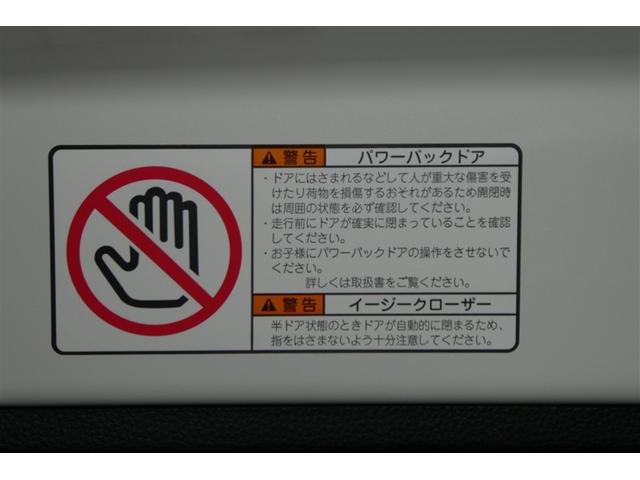 警告 パワーバックドア
・ドアにはさまれるなどして人が重大な傷害を受
けたり荷物を損傷するおそれがあるため開閉時
は周囲の状態を必ず確認してください。
・走行前にドアが確実に閉まっていることを確認
してください。
・お子様にパワーバックドアの操作をさせないで
ください。
詳しくは取扱書をご覧ください。
警告 イージークローザー
半ドア状態のときドアが自動的に閉まるため、
指をはさまないよう十分注意してください。